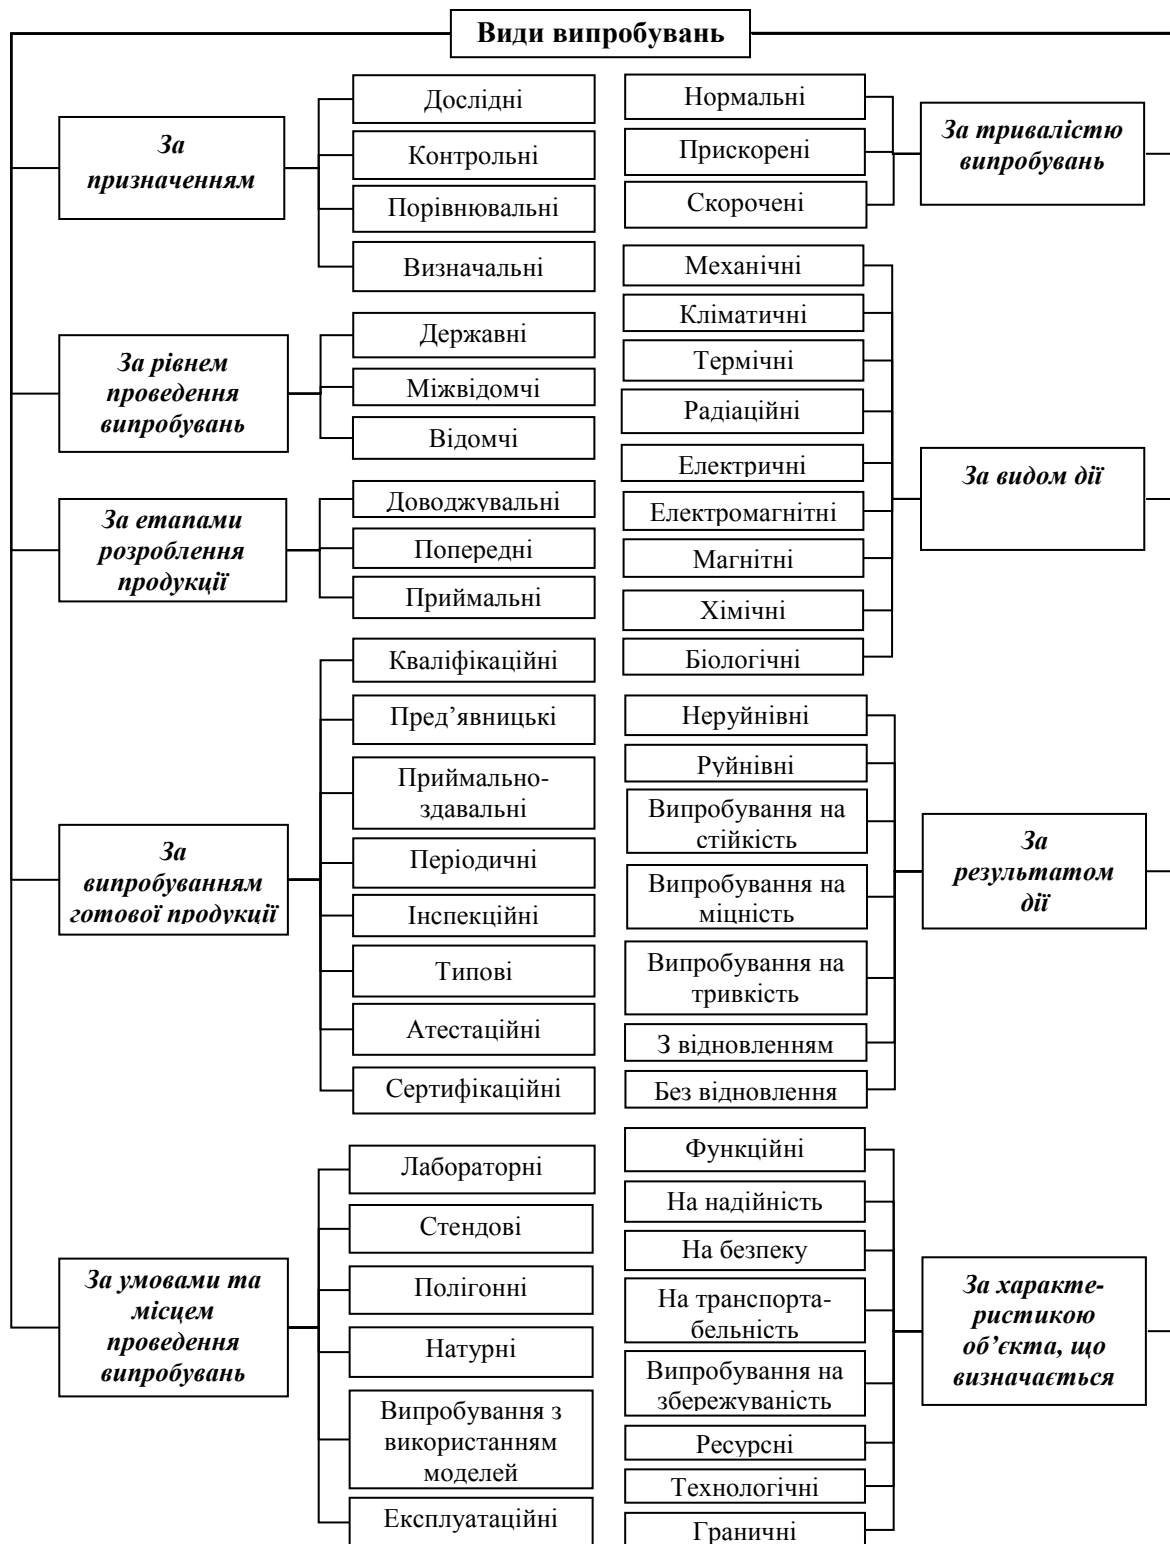 Види випробувань
За
призначенням
Дослідні
Контрольні
Порівнювальні
Визначальні
За рівнем
проведення
випробувань
Державні
Міжвідомчі
Відомчі
За етапами
розроблення
продукції
Доводжувальні
Попередні
Приймальні
За
випробуванням
готової продукції
Кваліфікаційні
Пред’явницькі
Приймально-
здавальні
Періодичні
Інспекційні
Типові
Атестаційні
Сертифікаційні
За умовами та
місцем
проведення
випробувань
Лабораторні
Стендові
Полігонні
Натурні
Випробування з
використанням
моделей
Експлуатаційні
Нормальні
Прискорені
Скорочені
За тривалістю
випробувань
Механічні
Кліматичні
Термічні
Радіаційні
Електричні
Електромагнітні
Магнітні
Хімічні
Біологічні
За видом дії
Неруйнівні
Руйнівні
Випробування на
стійкість
Випробування на
міцність
Випробування на
тривкість
З відновленням
Без відновлення
За
результатом
дії
Функційні
На надійність
На безпеку
На транспорта-
бельність
Випробування на
збережуваність
Ресурсні
Технологічні
Граничні
За характе-
ристикою
об’єкта, що
визначається